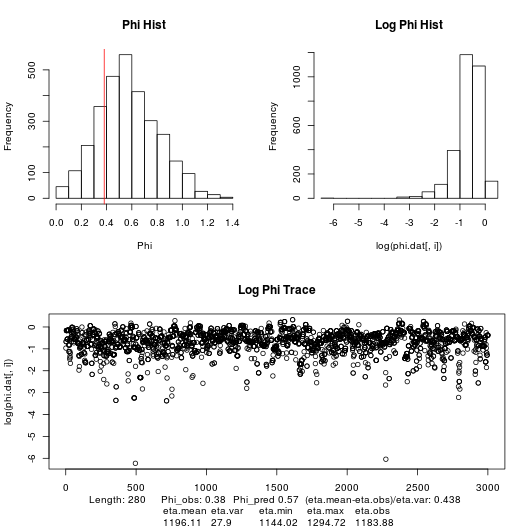 Phi Hist
Log Phi Hist
Frequency
0 100 300 500
0.0 0.2 0.4 0.6 0.8 1.0 1.2 1.4
Phi
Frequency
0 200 600 1000
-6 -5 -4 -3 -2 -1 0
log(phi.dat[, i])
Log Phi Trace
log(phi.dat[, i])
0
-1
-2
-3
-4
-5
-6
0 500 1000 1500 2000 2500 3000
Length: 280 Phi_obs: 0.38 Phi_pred 0.57 (eta.mean-eta.obs)/eta.var: 0.438
eta.mean eta.var eta.min eta.max eta.obs
1196.11 27.9 1144.02 1294.72 1183.88